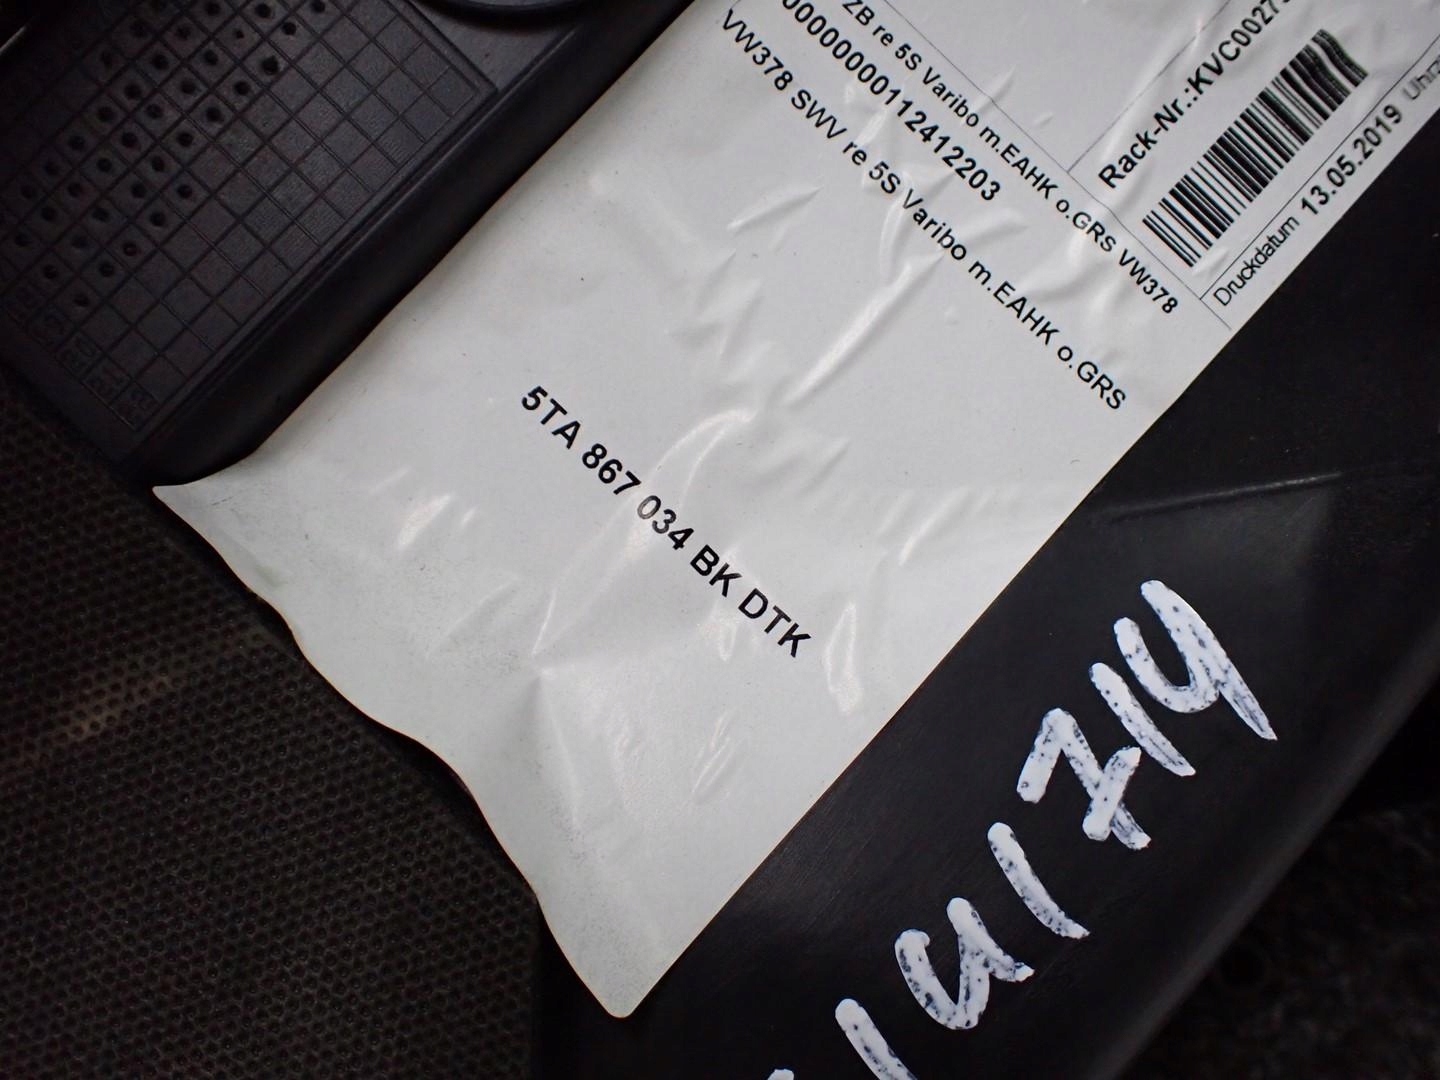 ZB re 5S Varibo m.EAHK o.GRS VW378
000000000112412203
VW378 SWV re 5S Varibo m.EAHK o.GRS
Rack-Nr.:KVC0027
Druckdatum 13.05.2019
5TA 867 034 BK DTK